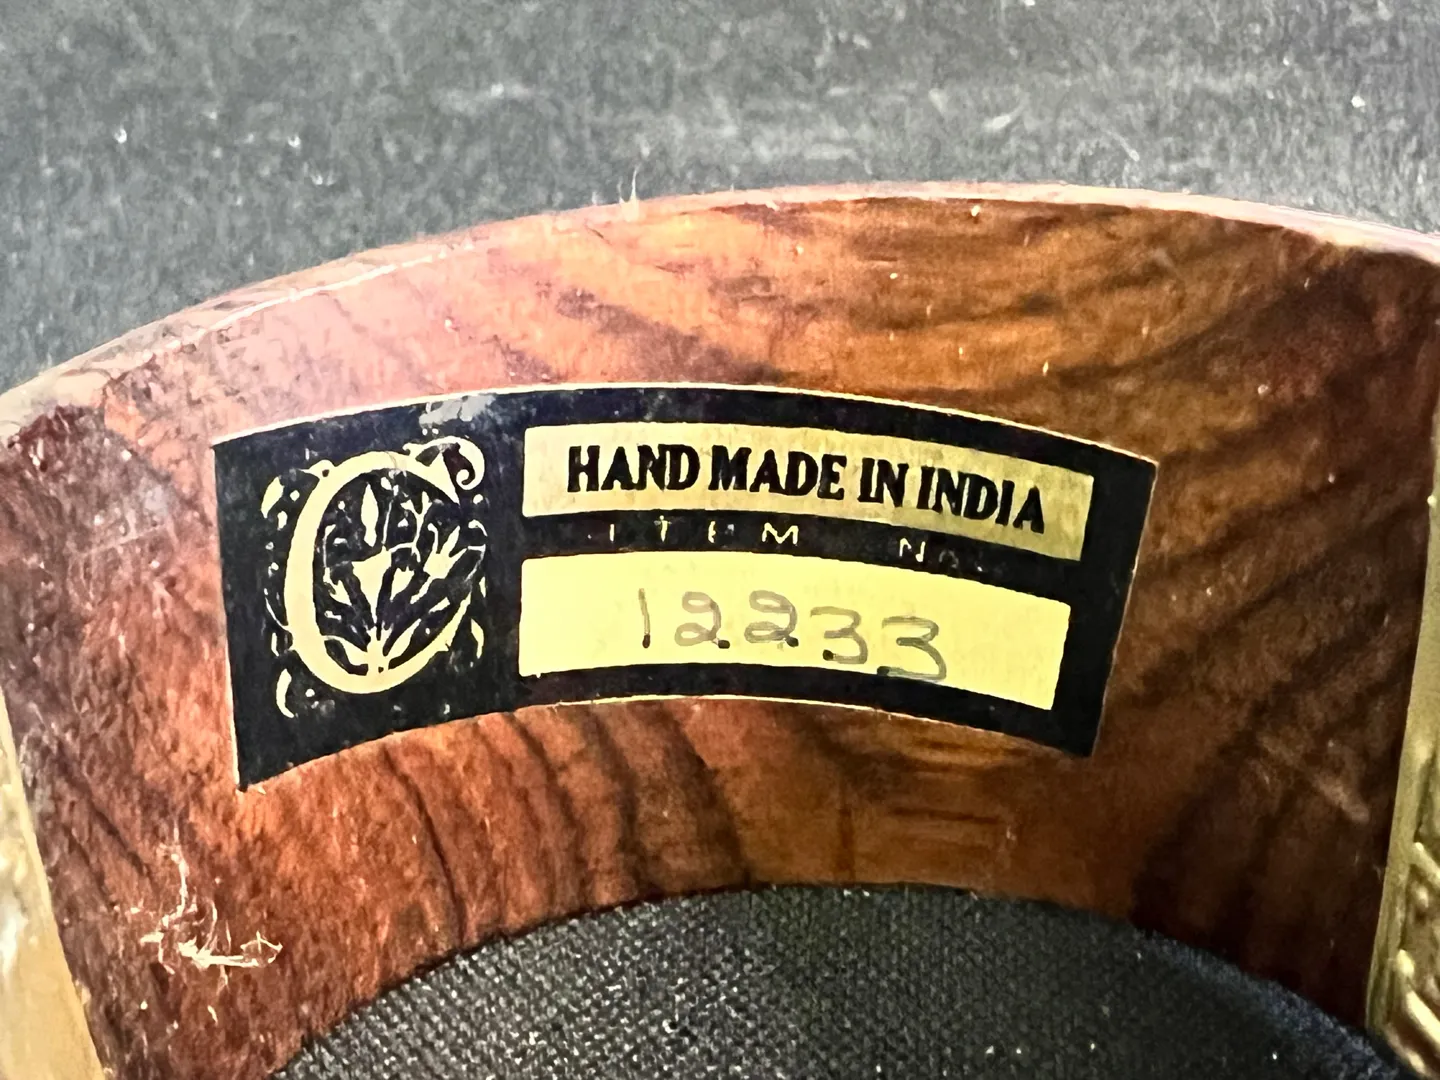 C
HAND MADE IN INDIA
ITEM No.
12233